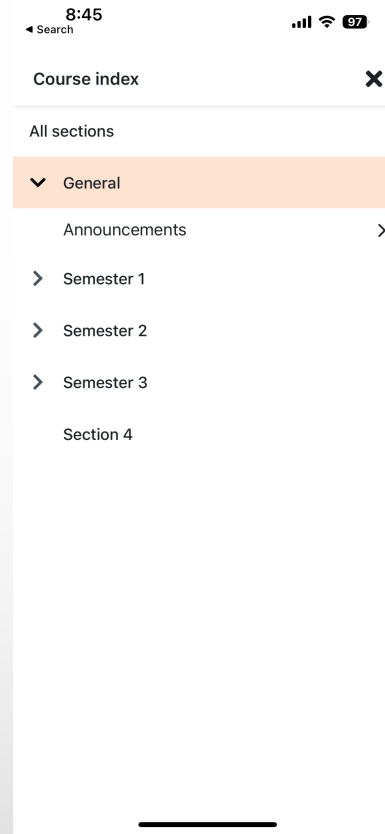 8:45
Search
97
Course index
All sections
General
Announcements
Semester 1
Semester 2
Semester 3
Section 4